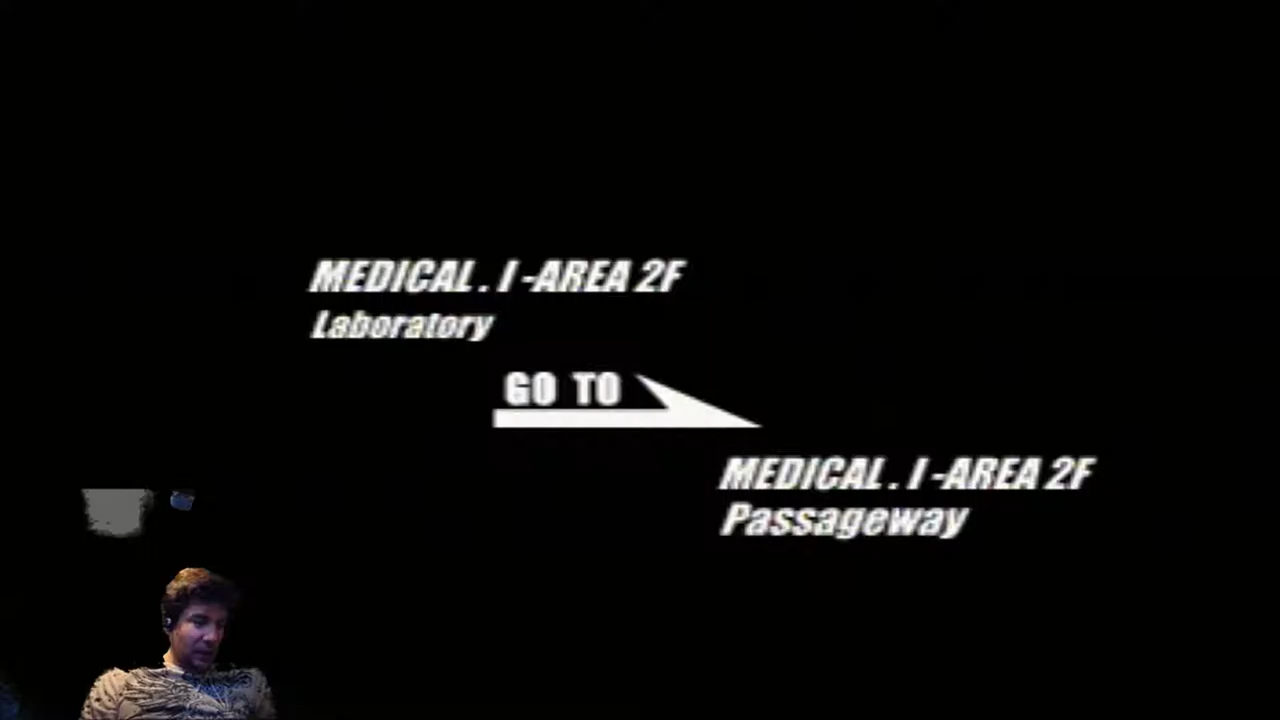 MEDICAL . I -AREA 2F
Laboratory
GO TO
MEDICAL . I -AREA 2F
Passageway